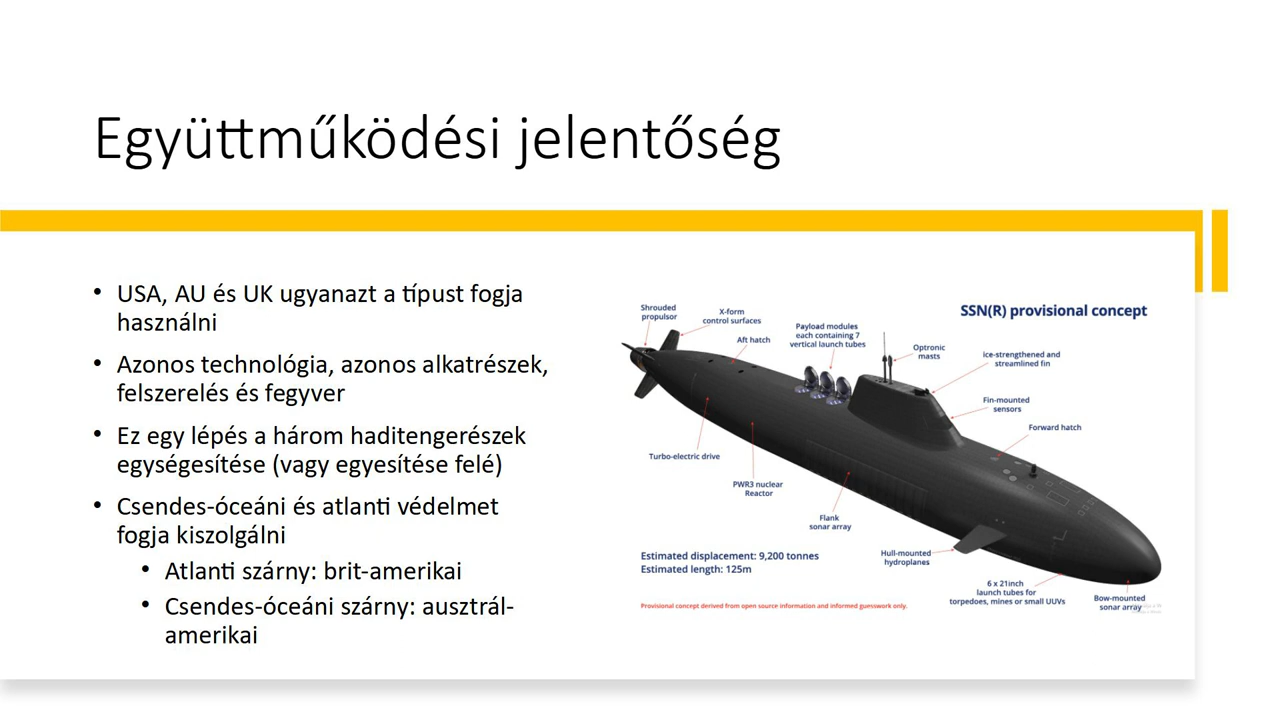 Együttműködési jelentőség
• USA, AU és UK ugyanazt a típust fogja
használni
• Azonos technológia, azonos alkatrészek,
felszerelés és fegyver
• Ez egy lépés a három haditengerészek
egységesítése (vagy egyesítése felé)
• Csendes-óceáni és atlanti védelmet
fogja kiszolgálni
• Atlanti szárny: brit-amerikai
• Csendes-óceáni szárny: ausztrál-
amerikai
SSN(R) provisional concept
Shrouded
propulsor
X-form
control surfaces
Aft hatch
Payload modules
each containing 7
vertical launch tubes
Optronic
masts
ice-strengthened and
streamlined fin
Fin-mounted
sensors
Forward hatch
Turbo-electric drive
PWR3 nuclear
Reactor
Flank
sonar array
Hull-mounted
hydroplanes
6 x 21inch
launch tubes for
torpedoes, mines or small UUVs
Bow-mounted
sonar array
Estimated displacement: 9,200 tonnes
Estimated length: 125m
Provisional concept derived from open source information and informed guesswork only.